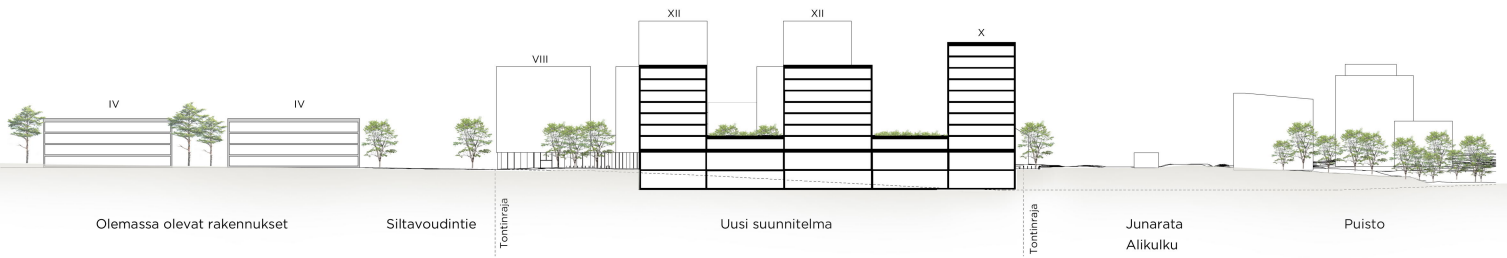 XII
XII
X
VIII
IV
IV
Olemassa olevat rakennukset
Siltavoudintie
Tontinraja
Uusi suunnitelma
Tontinraja
Junarata
Alikulku
Puisto